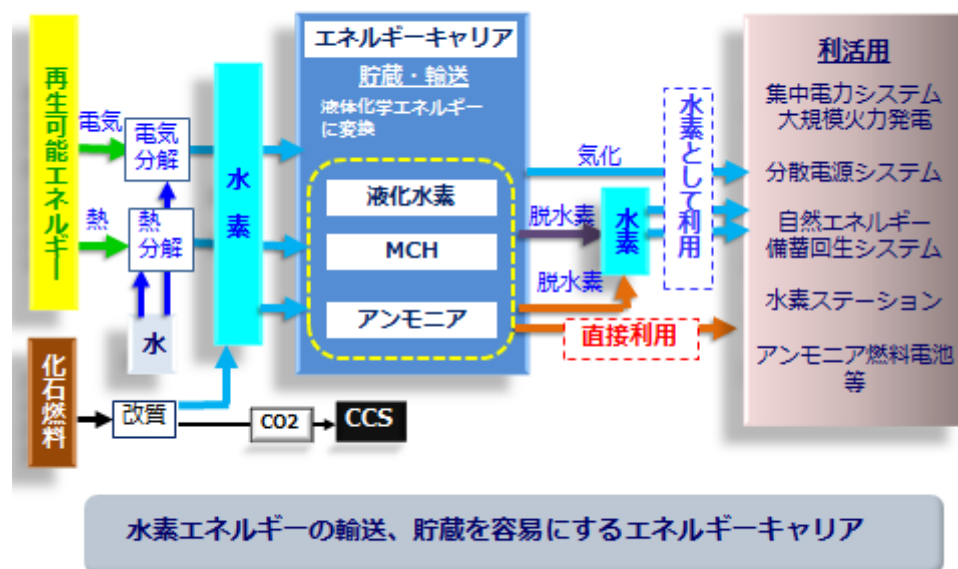 再生可能エネルギー
電気
電気
分解
熱
熱
分解
水
化石燃料
改質
CO2
CCS
水素
エネルギーキャリア
貯蔵・輸送
液体化学エネルギー
に変換
液化水素
MCH
アンモニア
気化
脱水素
脱水素
水素
水素として利用
直接利用
利活用
集中電力システム
大規模火力発電
分散電源システム
自然エネルギー
備蓄回生システム
水素ステーション
アンモニア燃料電池
等
水素エネルギーの輸送、貯蔵を容易にするエネルギーキャリア